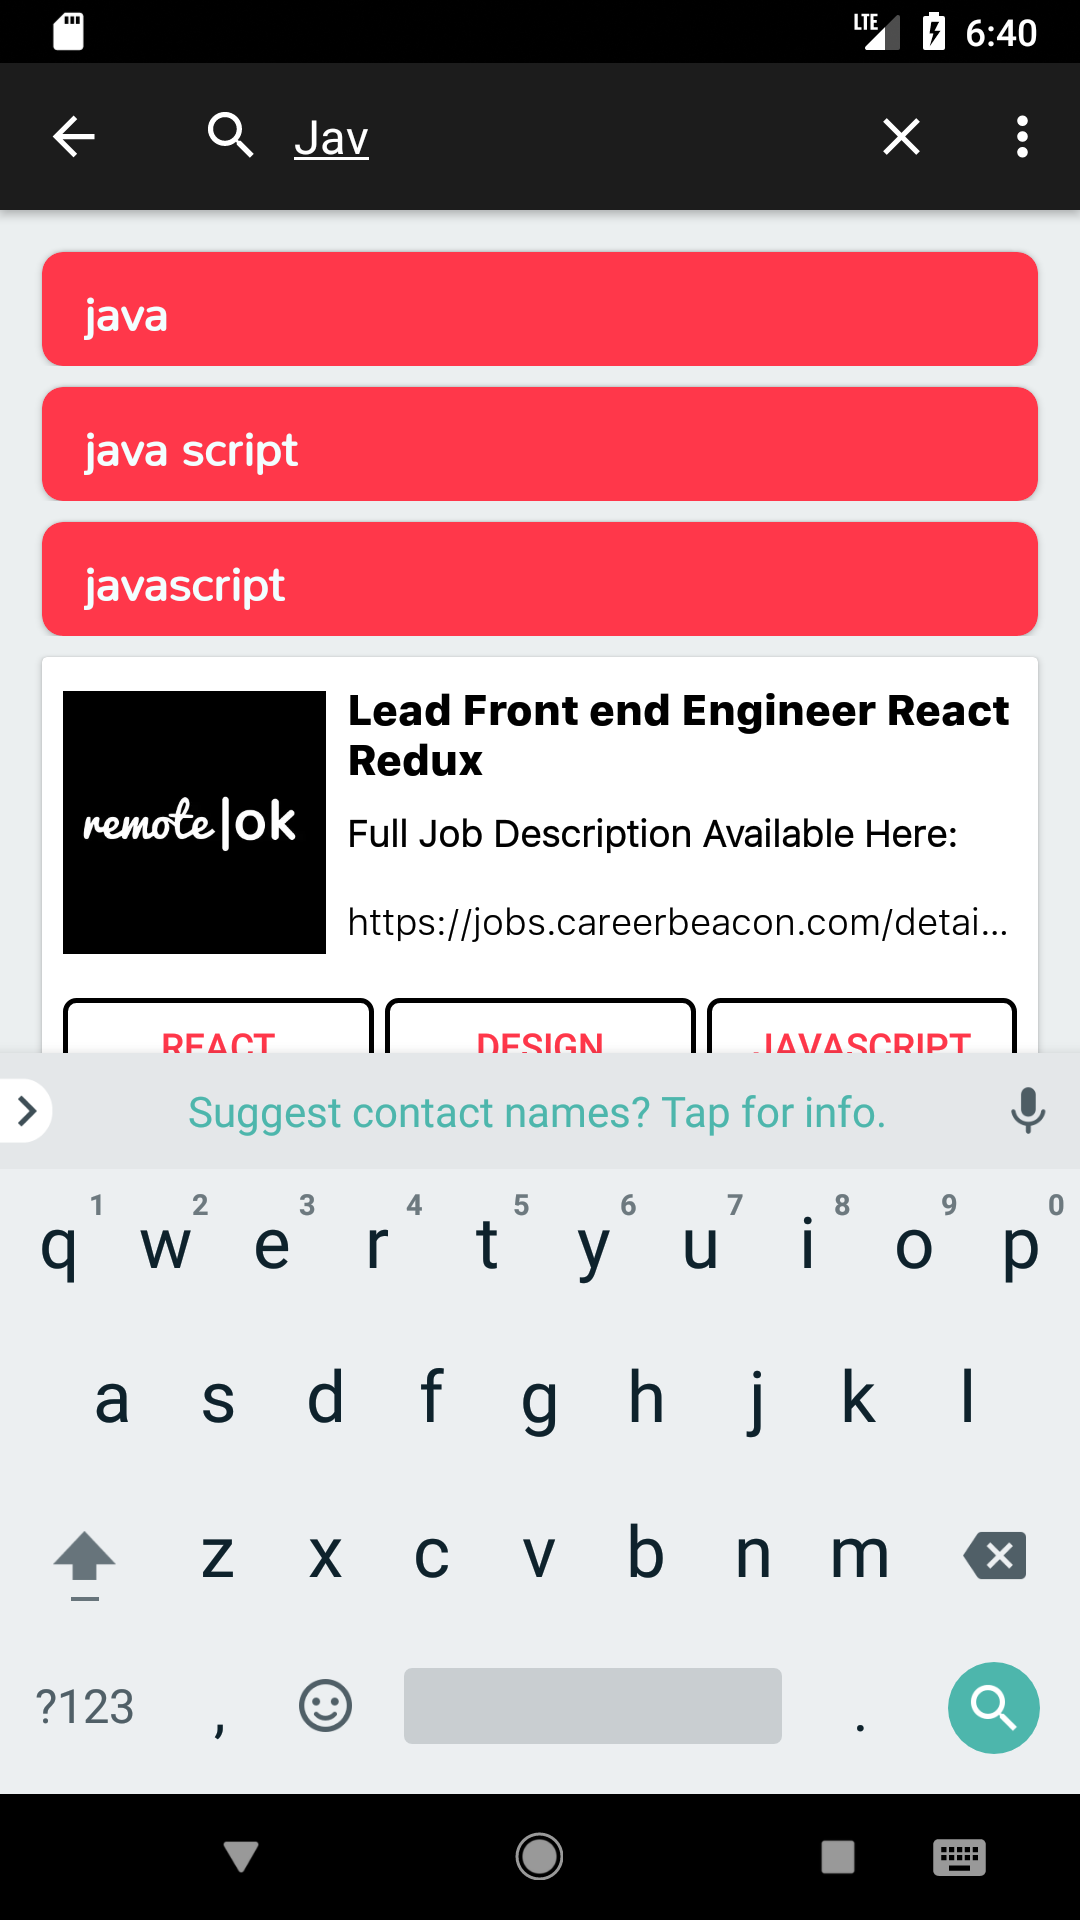 LTE 6:40
Jav
java
java script
javascript
Lead Front end Engineer React
Redux
remote|ok
Full Job Description Available Here:
https://jobs.careerbeacon.com/detai...
REACT DESIGN JAVASCRIPT
Suggest contact names? Tap for info.
1 2 3 4 5 6 7 8 9 0
q w e r t y u i o p
a s d f g h j k l
z x c v b n m
?123 , .